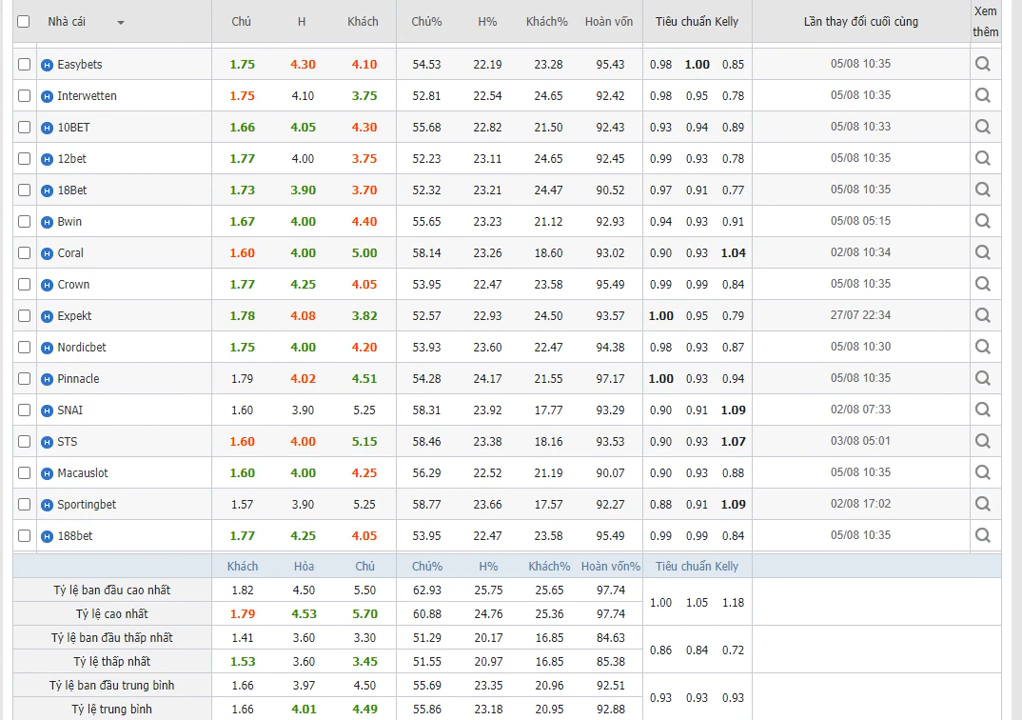 Nhà cái Chủ H Khách Chủ% H% Khách% Hoàn vốn Tiêu chuẩn Kelly Lần thay đổi cuối cùng Xem thêm
H Easybets 1.75 4.30 4.10 54.53 22.19 23.28 95.43 0.98 1.00 0.85 05/08 10:35
H Interwetten 1.75 4.10 3.75 52.81 22.54 24.65 92.42 0.98 0.95 0.78 05/08 10:35
H 10BET 1.66 4.05 4.30 55.68 22.82 21.50 92.43 0.93 0.94 0.89 05/08 10:33
H 12bet 1.77 4.00 3.75 52.23 23.11 24.65 92.45 0.99 0.93 0.78 05/08 10:35
H 18Bet 1.73 3.90 3.70 52.32 23.21 24.47 90.52 0.97 0.91 0.77 05/08 10:35
H Bwin 1.67 4.00 4.40 55.65 23.23 21.12 92.93 0.94 0.93 0.91 05/08 05:15
H Coral 1.60 4.00 5.00 58.14 23.26 18.60 93.02 0.90 0.93 1.04 02/08 10:34
H Crown 1.77 4.25 4.05 53.95 22.47 23.58 95.49 0.99 0.99 0.84 05/08 10:35
H Expekt 1.78 4.08 3.82 52.57 22.93 24.50 93.57 1.00 0.95 0.79 27/07 22:34
H Nordicbet 1.75 4.00 4.20 53.93 23.60 22.47 94.38 0.98 0.93 0.87 05/08 10:30
H Pinnacle 1.79 4.02 4.51 54.28 24.17 21.55 97.17 1.00 0.93 0.94 05/08 10:35
H SNAI 1.60 3.90 5.25 58.31 23.92 17.77 93.29 0.90 0.91 1.09 02/08 07:33
H STS 1.60 4.00 5.15 58.46 23.38 18.16 93.53 0.90 0.93 1.07 03/08 05:01
H Macauslot 1.60 4.00 4.25 56.29 22.52 21.19 90.07 0.90 0.93 0.88 05/08 10:35
H Sportingbet 1.57 3.90 5.25 58.77 23.66 17.57 92.27 0.88 0.91 1.09 02/08 17:02
H 188bet 1.77 4.25 4.05 53.95 22.47 23.58 95.49 0.99 0.99 0.84 05/08 10:35
Khách Hòa Chủ Chủ% H% Khách% Hoàn vốn% Tiêu chuẩn Kelly
Tỷ lệ ban đầu cao nhất 1.82 4.50 5.50 62.93 25.75 25.65 97.74
1.00 1.05 1.18
Tỷ lệ cao nhất 1.79 4.53 5.70 60.88 24.76 25.36 97.74
Tỷ lệ ban đầu thấp nhất 1.41 3.60 3.30 51.29 20.17 16.85 84.63
0.86 0.84 0.72
Tỷ lệ thấp nhất 1.53 3.60 3.45 51.55 20.97 16.85 85.38
Tỷ lệ ban đầu trung bình 1.66 3.97 4.50 55.69 23.35 20.96 92.51
0.93 0.93 0.93
Tỷ lệ trung bình 1.66 4.01 4.49 55.86 23.18 20.95 92.88